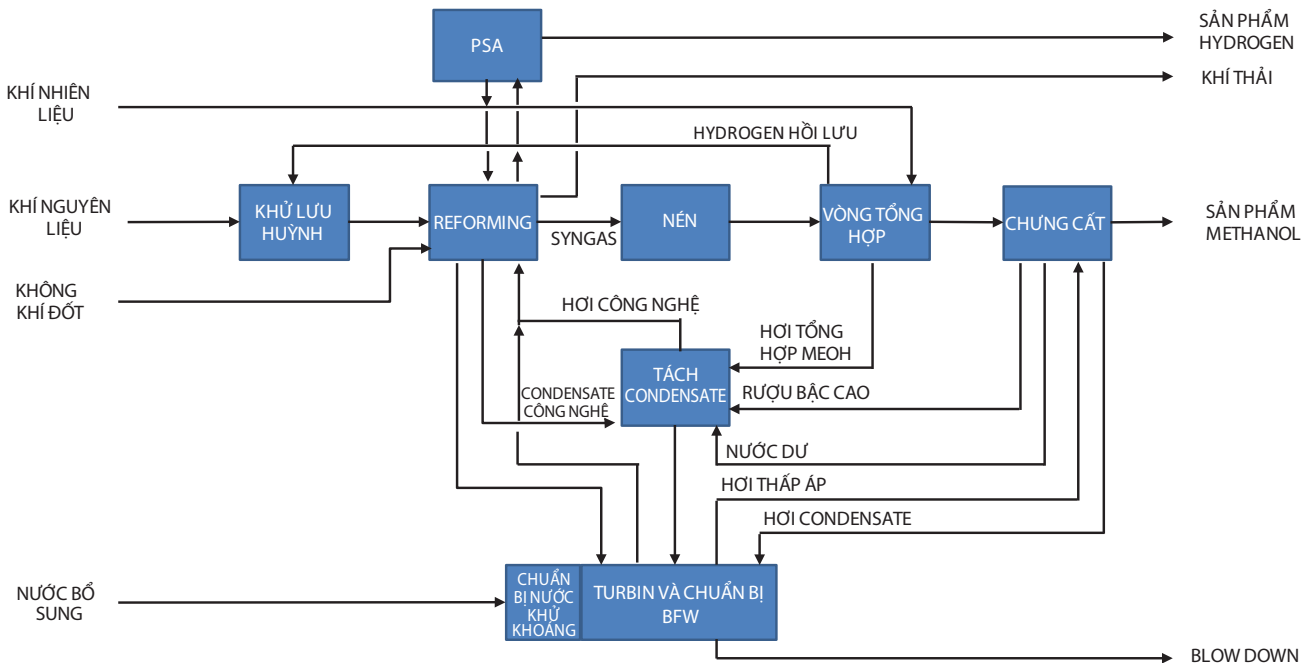 PSA
SẢN PHẨM
HYDROGEN
KHÍ THẢI
KHÍ NHIÊN
LIỆU
HYDROGEN HỒI LƯU
KHÍ NGUYÊN
LIỆU
KHỬ LƯU
HUỲNH
REFORMING
SYNGAS
NÉN
VÒNG TỔNG
HỢP
CHƯNG CẤT
SẢN PHẨM
METHANOL
KHÔNG
KHÍ ĐỐT
HƠI CÔNG NGHỆ
HƠI TỔNG
HỢP MEOH
TÁCH
CONDENSATE
CONDENSATE
CÔNG NGHỆ
RƯỢU BẬC CAO
NƯỚC DƯ
HƠI THẤP ÁP
HƠI CONDENSATE
NƯỚC BỔ
SUNG
CHUẨN
BỊ NƯỚC
KHỬ
KHOÁNG
TURBIN VÀ CHUẨN BỊ
BFW
BLOW DOWN